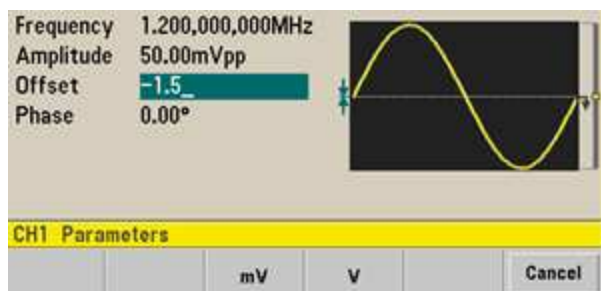 Frequency 1.200,000,000MHz
Amplitude 50.00mVpp
Offset -1.5_
Phase 0.00°
CH1 Parameters
mV V Cancel